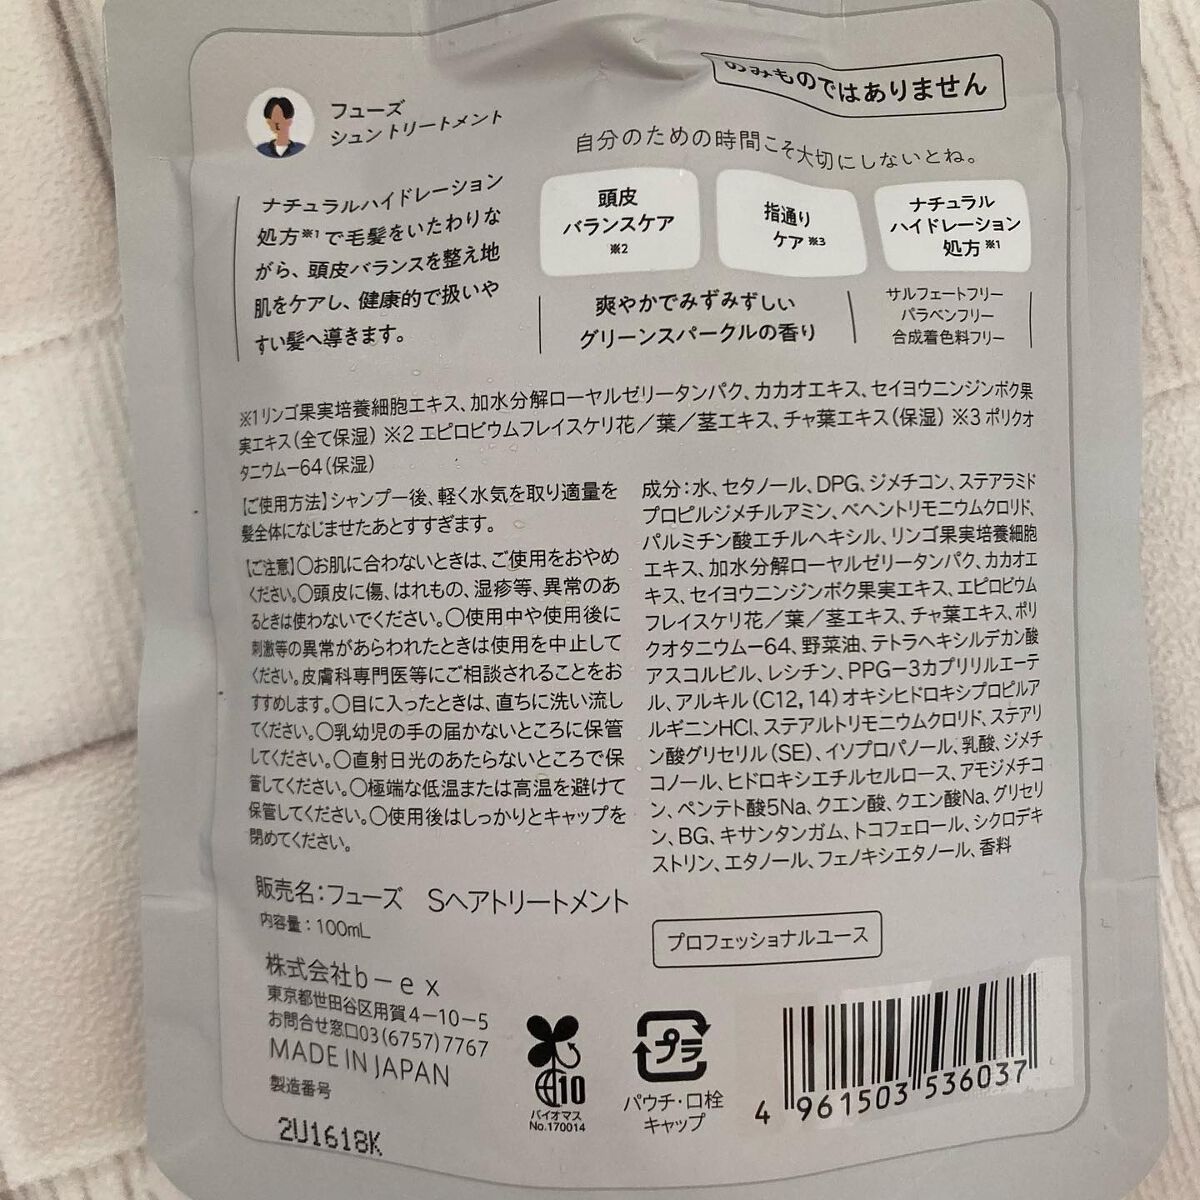 のみものではありません
フューズ
シュントリートメント
自分のための時間こそ大切にしないとね。
ナチュラルハイドレーション
処方※1で毛髪をいたわりな
がら、頭皮バランスを整え地
肌をケアし、健康的で扱いや
すい髪へ導きます。
頭皮
バランスケア
※2
指通り
ケア※3
ナチュラル
ハイドレーション
処方※1
爽やかでみずみずしい
グリーンスパークルの香り
サルフェートフリー
パラベンフリー
合成着色料フリー
※1リンゴ果実培養細胞エキス、加水分解ローヤルゼリータンパク、カカオエキス、セイヨウニンジンボク果
実エキス(全て保湿) ※2 エピロビウムフレイスケリ花/葉/茎エキス、チャ葉エキス(保湿) ※3 ポリクオ
タニウムー64(保湿)
【ご使用方法】シャンプー後、軽く水気を取り適量を
髪全体になじませたあとすすぎます。
【ご注意】○お肌に合わないときは、ご使用をおやめ
ください。○頭皮に傷、はれもの、湿疹等、異常のあ
るときは使わないでください。○使用中や使用後に
刺激等の異常があらわれたときは使用を中止して
ください。皮膚科専門医等にご相談されることをお
すすめします。○目に入ったときは、直ちに洗い流し
てください。○乳幼児の手の届かないところに保管
してください。○直射日光のあたらないところで保
管してください。○極端な低温または高温を避けて
保管してください。○使用後はしっかりとキャップを
閉めてください。
成分:水、セタノール、DPG、ジメチコン、ステアラミド
プロピルジメチルアミン、ベヘントリモニウムクロリド、
パルミチン酸エチルヘキシル、リンゴ果実培養細胞
エキス、加水分解ローヤルゼリータンパク、カカオエ
キス、セイヨウニンジンボク果実エキス、エピロビウム
フレイスケリ花/葉/茎エキス、チャ葉エキス、ポリ
クオタニウムー64、野菜油、テトラヘキシルデカン酸
アスコルビル、レシチン、PPGー3カプリリルエーテ
ル、アルキル(C12, 14)オキシヒドロキシプロピルア
ルギニンHCl、ステアルトリモニウムクロリド、ステアリ
ン酸グリセリル(SE)、イソプロパノール、乳酸、ジメチ
コノール、ヒドロキシエチルセルロース、アモジメチコ
ン、ペンテト酸5Na、クエン酸、クエン酸Na、グリセリ
ン、BG、キサンタンガム、トコフェロール、シクロデキ
ストリン、エタノール、フェノキシエタノール、香料
販売名:フューズ Sヘアトリートメント
内容量:100mL
プロフェッショナルユース
株式会社b-ex
東京都世田谷区用賀4-10-5
お問合せ窓口03(6757)7767
MADE IN JAPAN
製造番号
2U1618K
10
バイオマス
No.170014
プラ
パウチ・口栓
キャップ
4 961503 536037